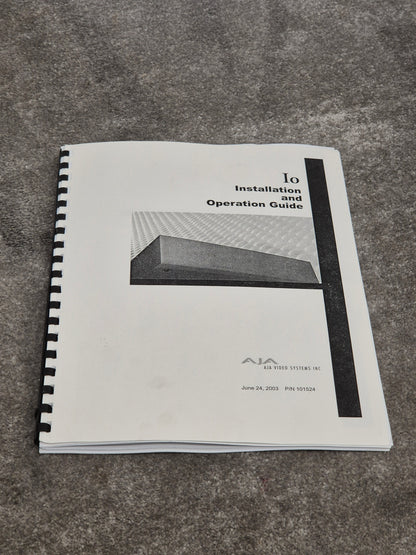 Io
Installation
and
Operation Guide
AJA
AJA VIDEO SYSTEMS INC
June 24, 2003 P/N 101524